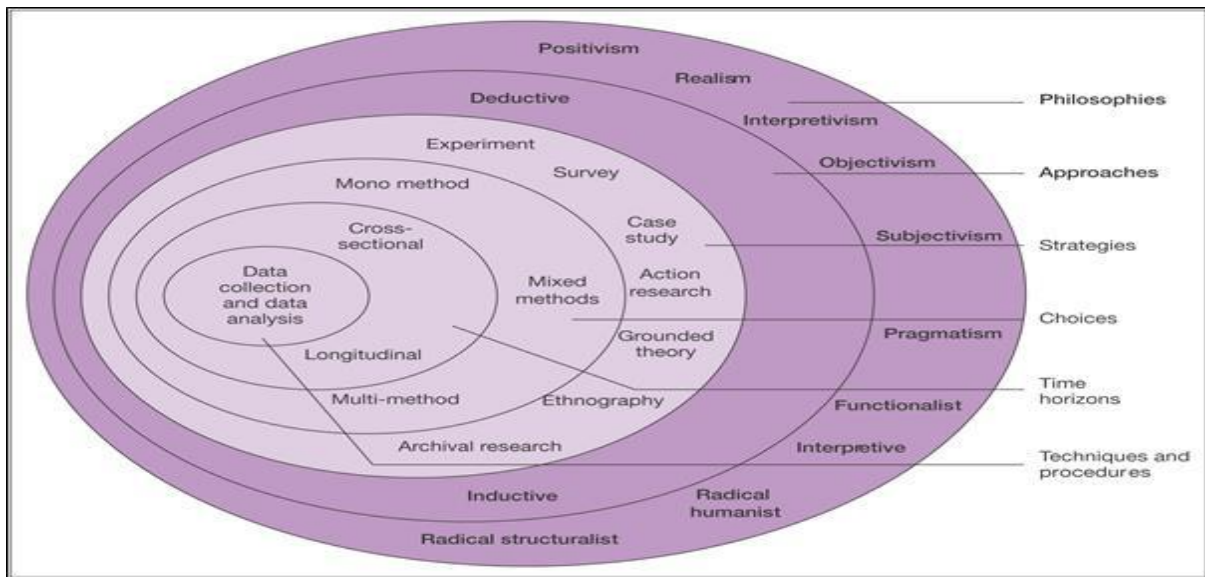 Positivism
Realism
Philosophies
Deductive
Interpretivism
Experiment
Objectivism
Survey
Approaches
Mono method
Cross-
sectional
Case
study
Subjectivism
Strategies
Data
collection
and data
analysis
Mixed
methods
Action
research
Choices
Grounded
theory
Pragmatism
Longitudinal
Time
horizons
Multi-method
Ethnography
Functionalist
Archival research
Interpretive
Techniques and
procedures
Inductive
Radical
humanist
Radical structuralist